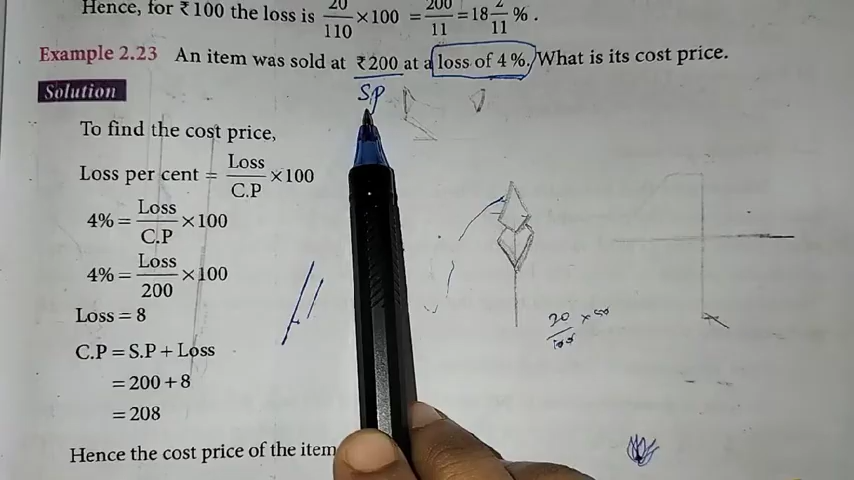 Hence, for ₹100 the loss is 20/110 ×100 = 200/11 = 18 2/11 %.
Example 2.23 An item was sold at ₹200 at a loss of 4%. What is its cost price.
SP
Solution
To find the cost price,
Loss per cent = Loss/C.P ×100
4% = Loss/C.P ×100
4% = Loss/200 ×100
Loss = 8
20/100 ×
C.P = S.P + Loss
= 200 + 8
= 208
Hence the cost price of the item